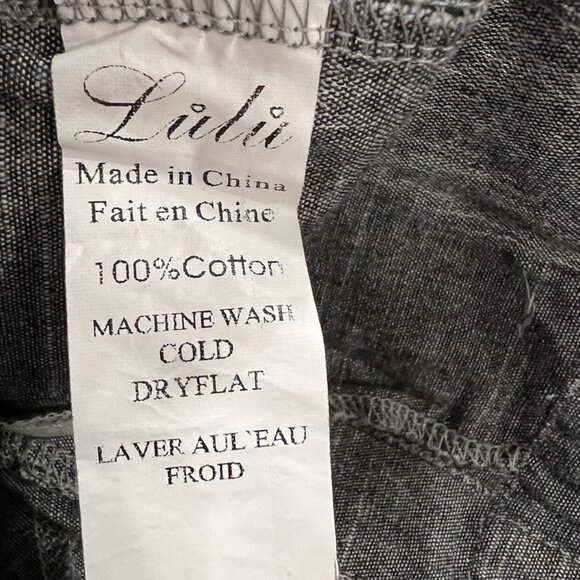 Lulu
Made in China
Fait en Chine
100%Cotton
MACHINE WASH
COLD
DRYFLAT
LAVER AUL'EAU
FROID